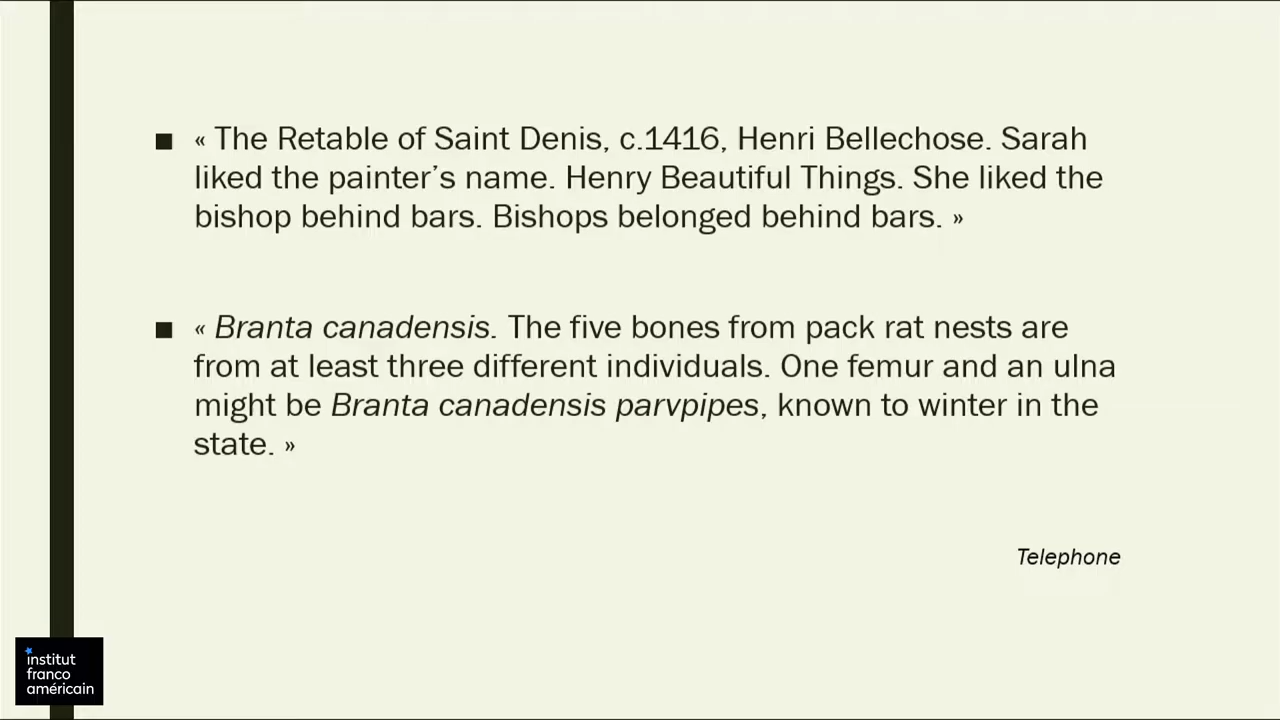 ■ « The Retable of Saint Denis, c.1416, Henri Bellechose. Sarah
liked the painter’s name. Henry Beautiful Things. She liked the
bishop behind bars. Bishops belonged behind bars. »
■ « Branta canadensis. The five bones from pack rat nests are
from at least three different individuals. One femur and an ulna
might be Branta canadensis parvpipes, known to winter in the
state. »
Telephone
institut
franco
américain